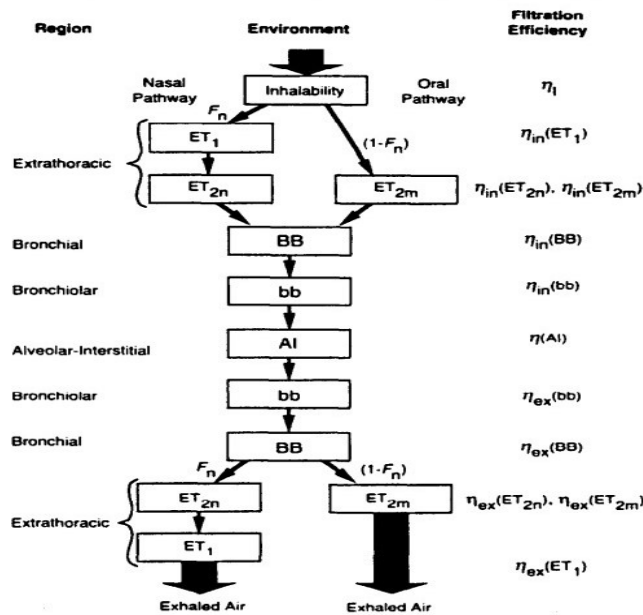 Region Environment Filtration Efficiency
Nasal Pathway Inhalability Oral Pathway η_I
F_n (1-F_n)
ET_1 η_in(ET_1)
Extrathoracic
ET_2n ET_2m η_in(ET_2n), η_in(ET_2m)
Bronchial BB η_in(BB)
Bronchiolar bb η_in(bb)
Alveolar-Interstitial AI η(AI)
Bronchiolar bb η_ex(bb)
Bronchial BB η_ex(BB)
F_n (1-F_n)
ET_2n ET_2m η_ex(ET_2n), η_ex(ET_2m)
Extrathoracic
ET_1 η_ex(ET_1)
Exhaled Air Exhaled Air